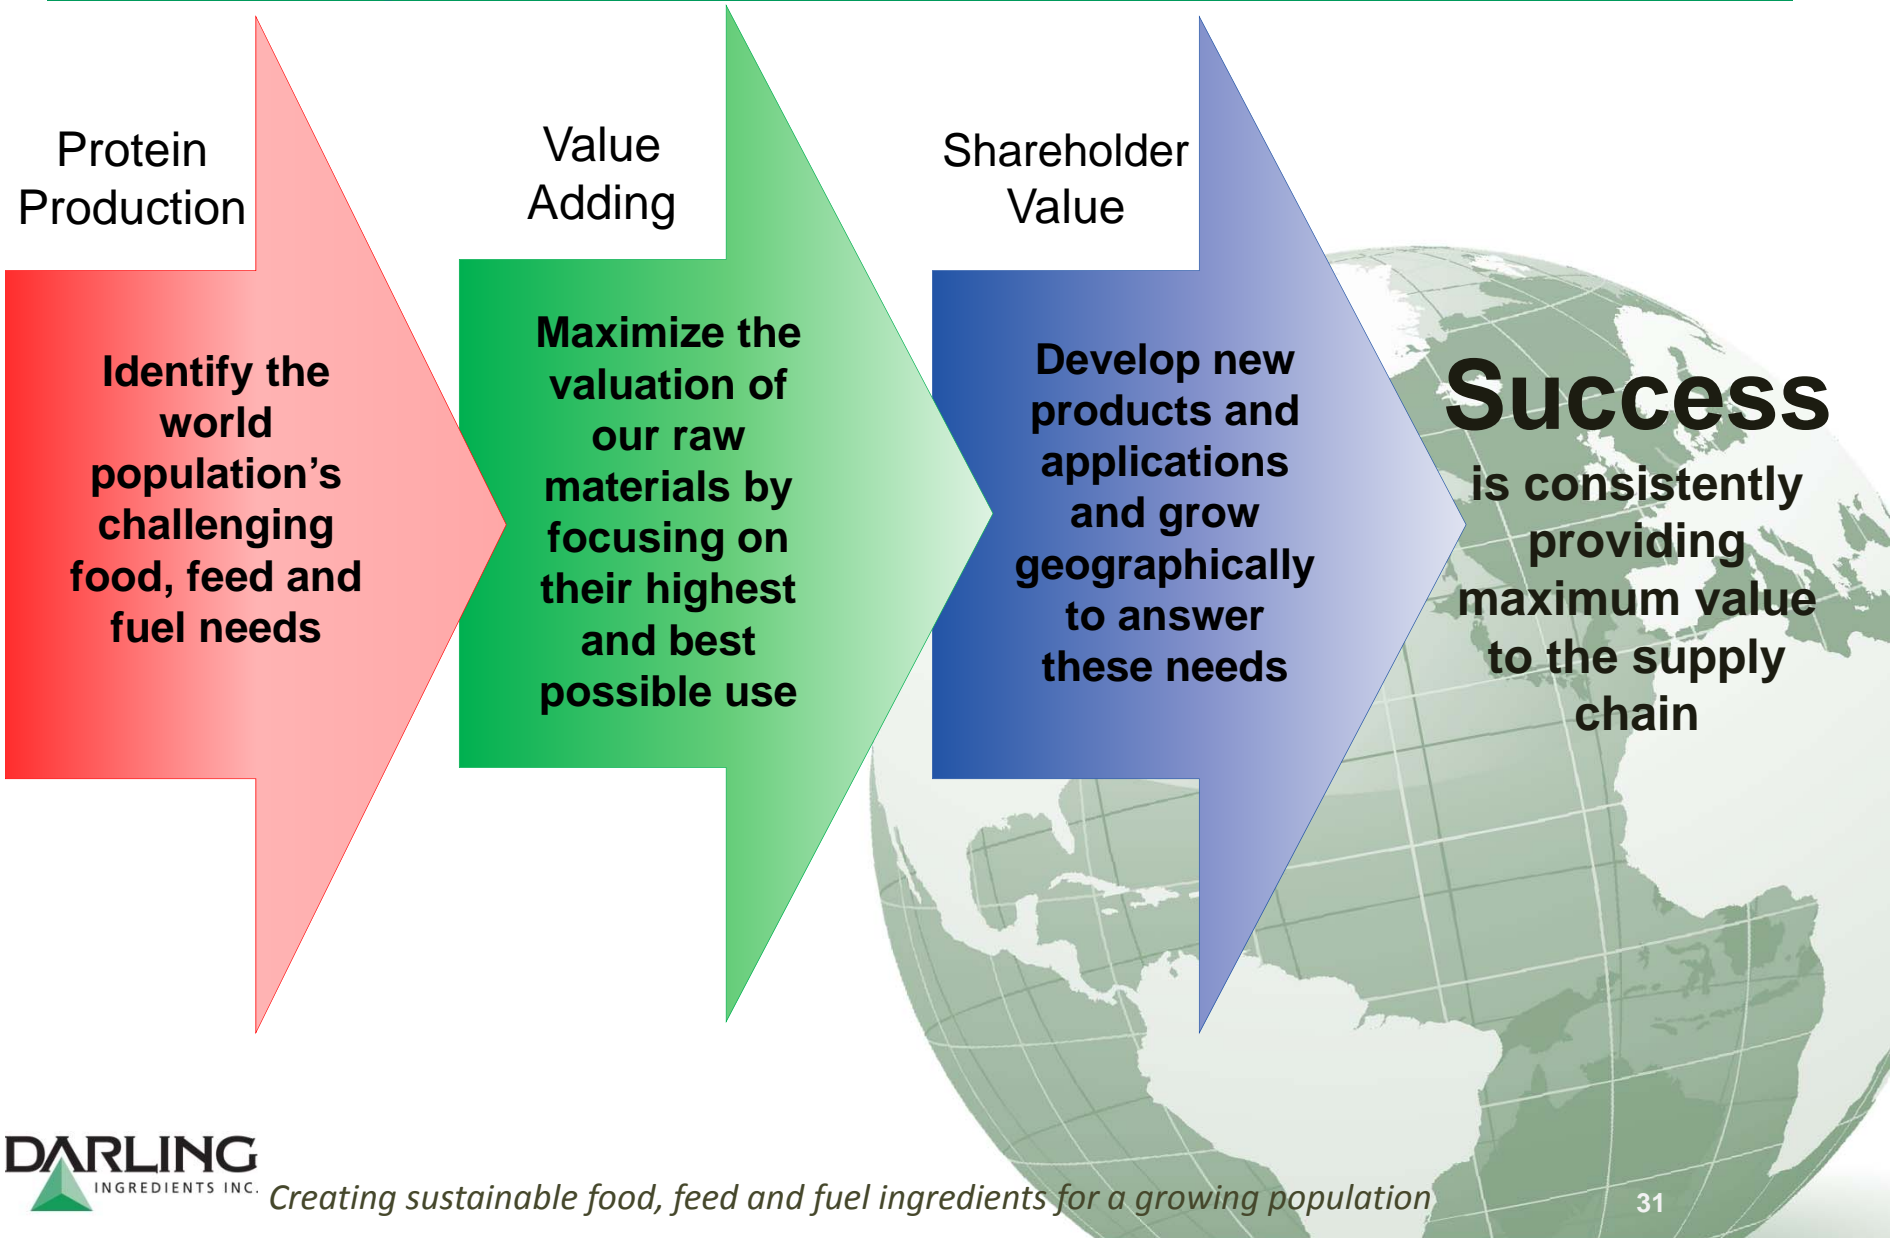 Protein
Production
Identify the
world
population’s
challenging
food, feed and
fuel needs
Value
Adding
Maximize the
valuation of
our raw
materials by
focusing on
their highest
and best
possible use
Shareholder
Value
Develop new
products and
applications
and grow
geographically
to answer
these needs
Success
is consistently
providing
maximum value
to the supply
chain
DARLING
INGREDIENTS INC.
Creating sustainable food, feed and fuel ingredients for a growing population
31